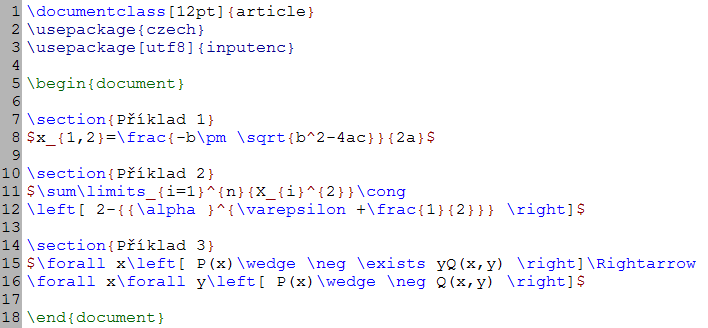 1 \documentclass[12pt]{article}
2 \usepackage{czech}
3 \usepackage[utf8]{inputenc}
4
5 \begin{document}
6
7 \section{Příklad 1}
8 $x_{1,2}=\frac{-b\pm \sqrt{b^2-4ac}}{2a}$
9
10 \section{Příklad 2}
11 $\sum\limits_{i=1}^{n}{X_{i}^{2}}\cong
12 \left[ 2-{{\alpha }^{\varepsilon +\frac{1}{2}}} \right]$
13
14 \section{Příklad 3}
15 $\forall x\left[ P(x)\wedge \neg \exists yQ(x,y) \right]\Rightarrow
16 \forall x\forall y\left[ P(x)\wedge \neg Q(x,y) \right]$
17
18 \end{document}